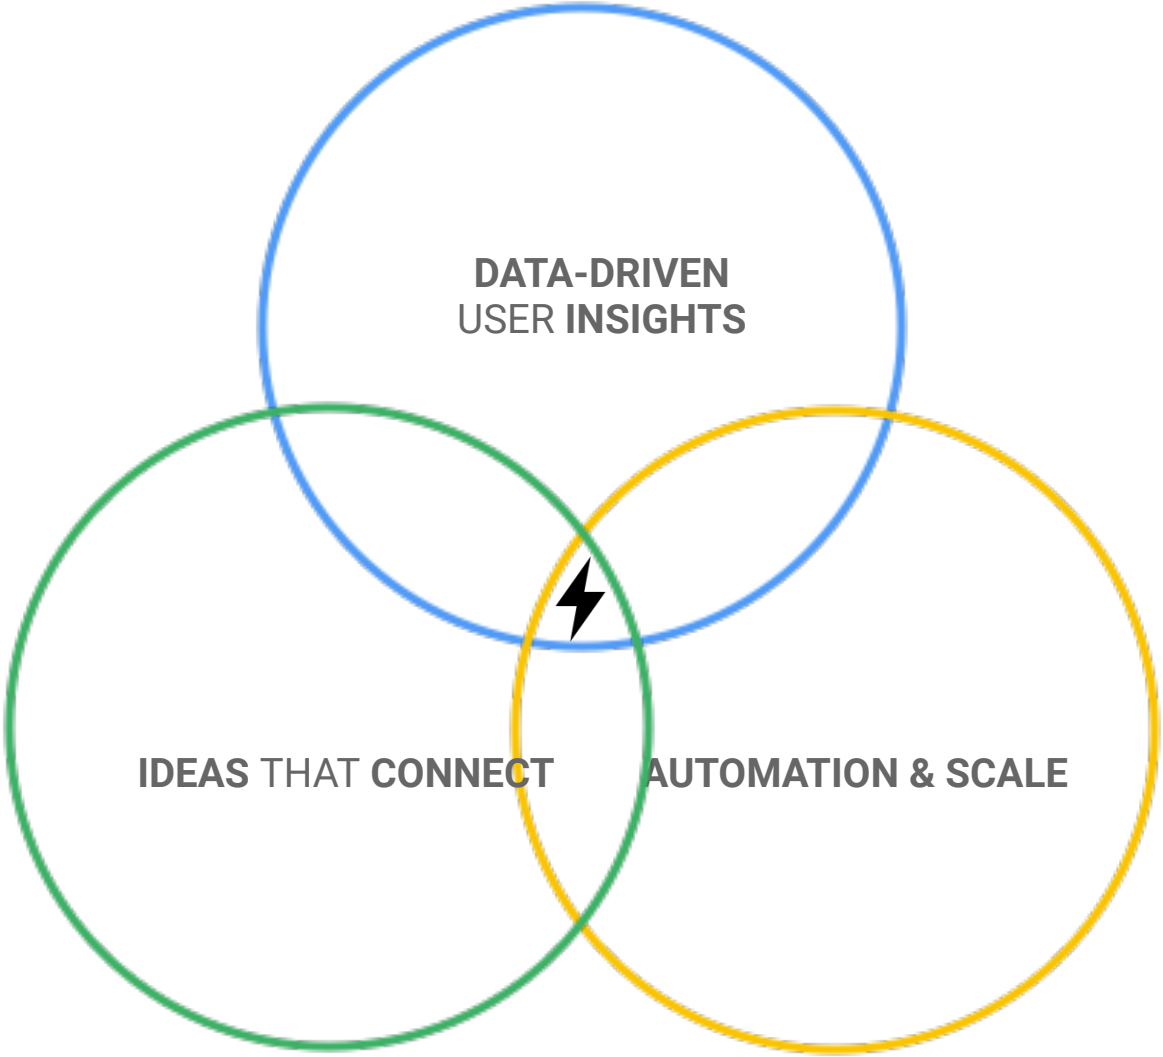 DATA-DRIVEN
USER INSIGHTS
IDEAS THAT CONNECT
AUTOMATION & SCALE